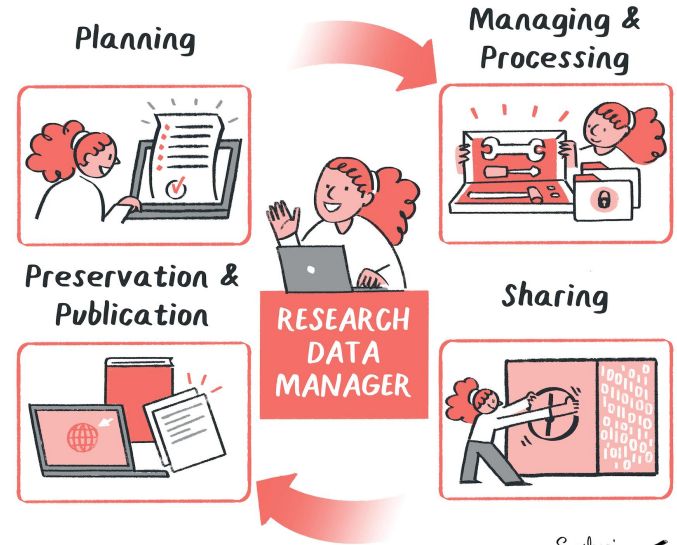 Planning
Managing &
Processing
Preservation &
Publication
RESEARCH
DATA
MANAGER
Sharing